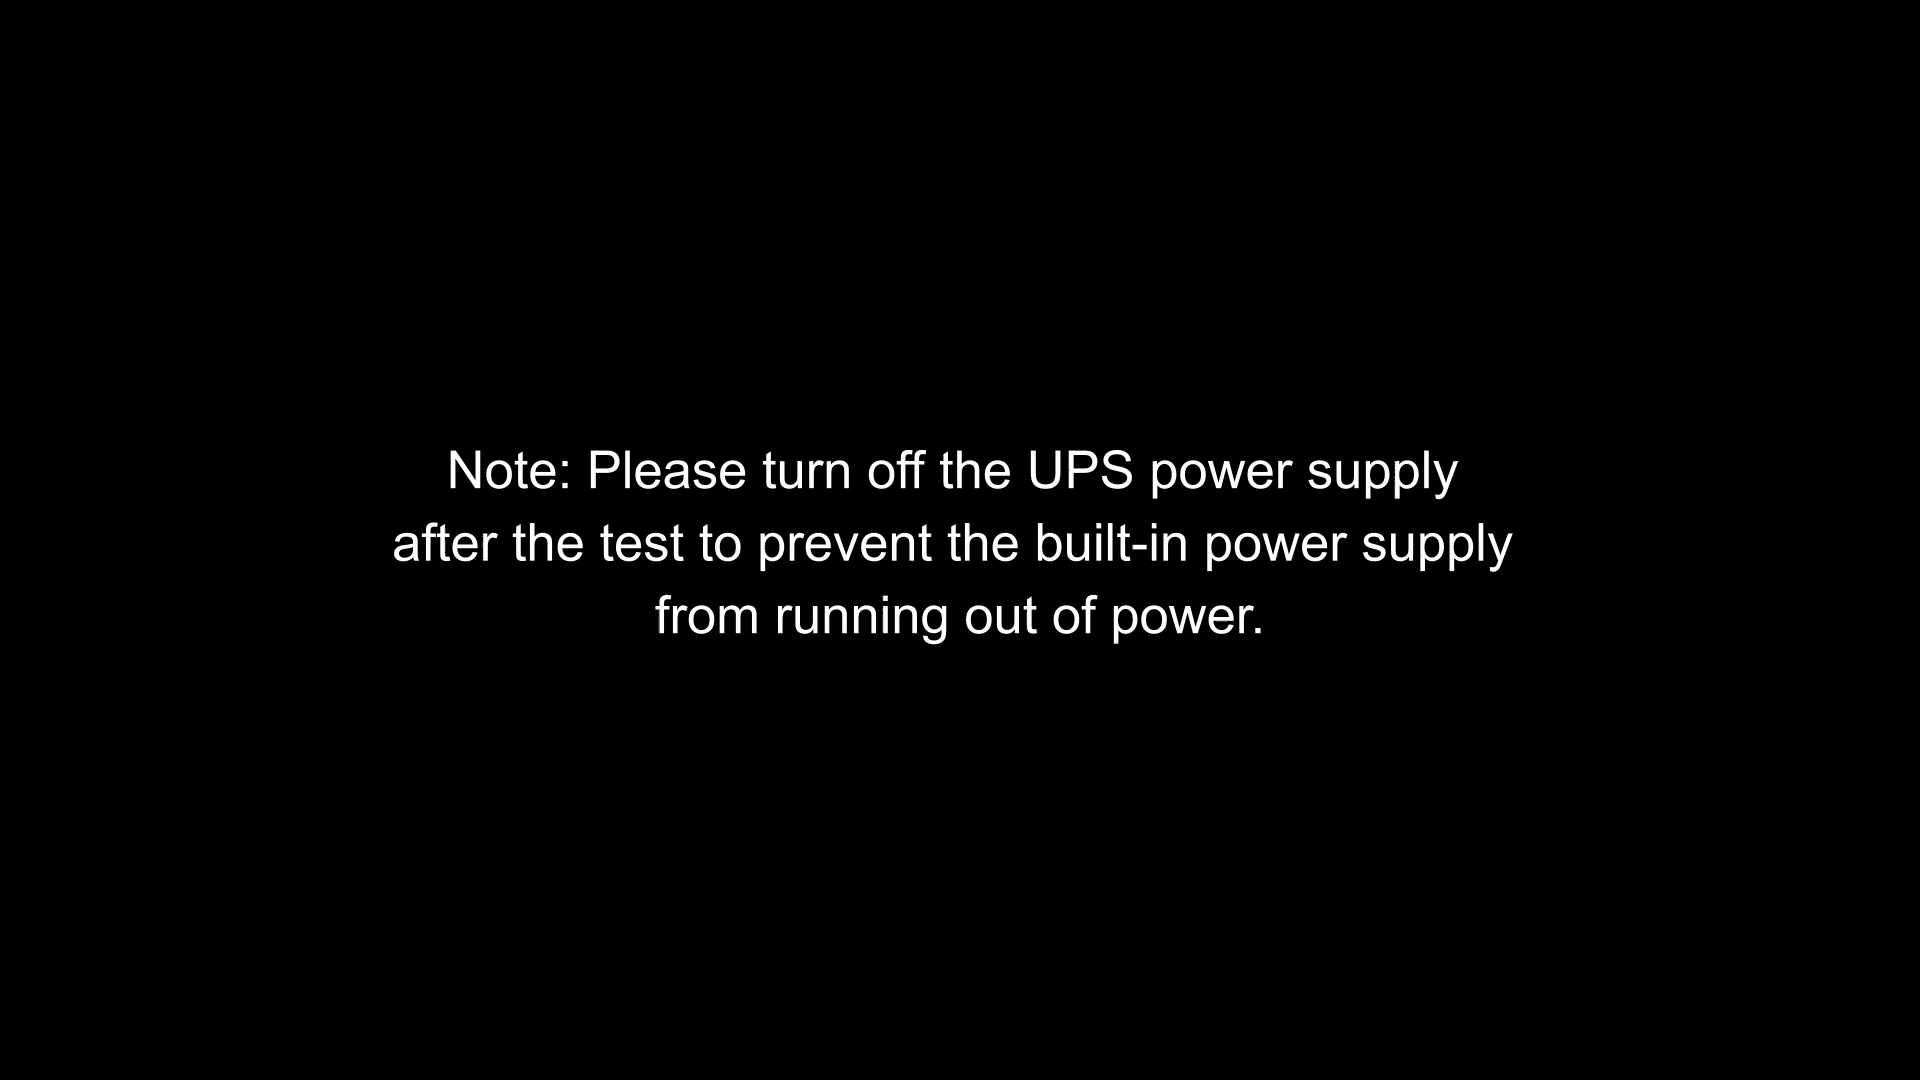 Note: Please turn off the UPS power supply
after the test to prevent the built-in power supply
from running out of power.